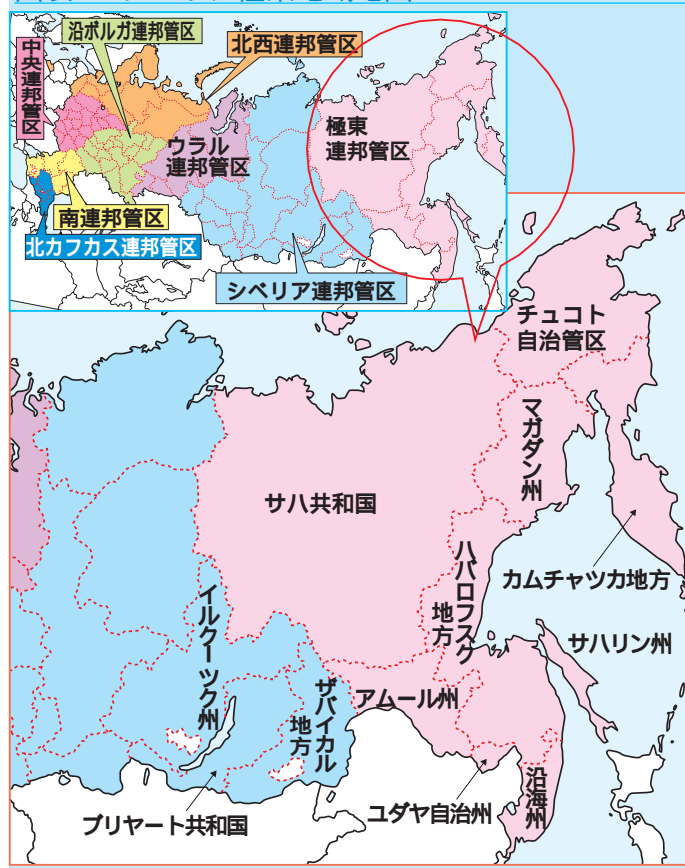 沿ボルガ連邦管区
北西連邦管区
中央連邦管区
極東
連邦管区
ウラル
連邦管区
南連邦管区
北カフカス連邦管区
シベリア連邦管区
チュコト
自治管区
マガダン州
サハ共和国
ハバロフスク
地方
カムチャツカ地方
イルクーツク州
サハリン州
ザバイカル
地方
アムール州
沿海州
ユダヤ自治州
ブリヤート共和国